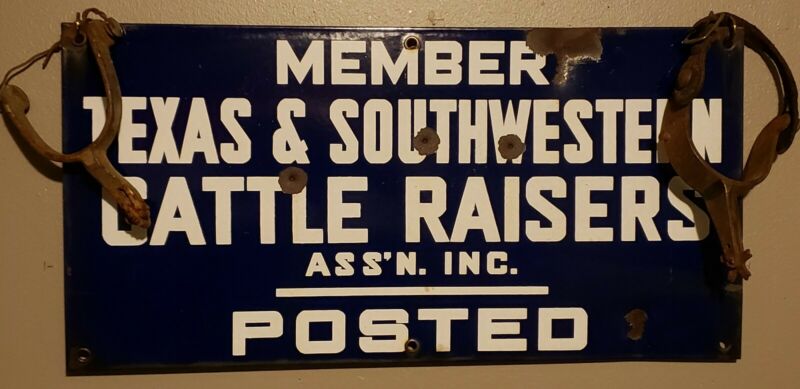 MEMBER
TEXAS & SOUTHWESTERN
CATTLE RAISERS
ASS'N. INC.
POSTED